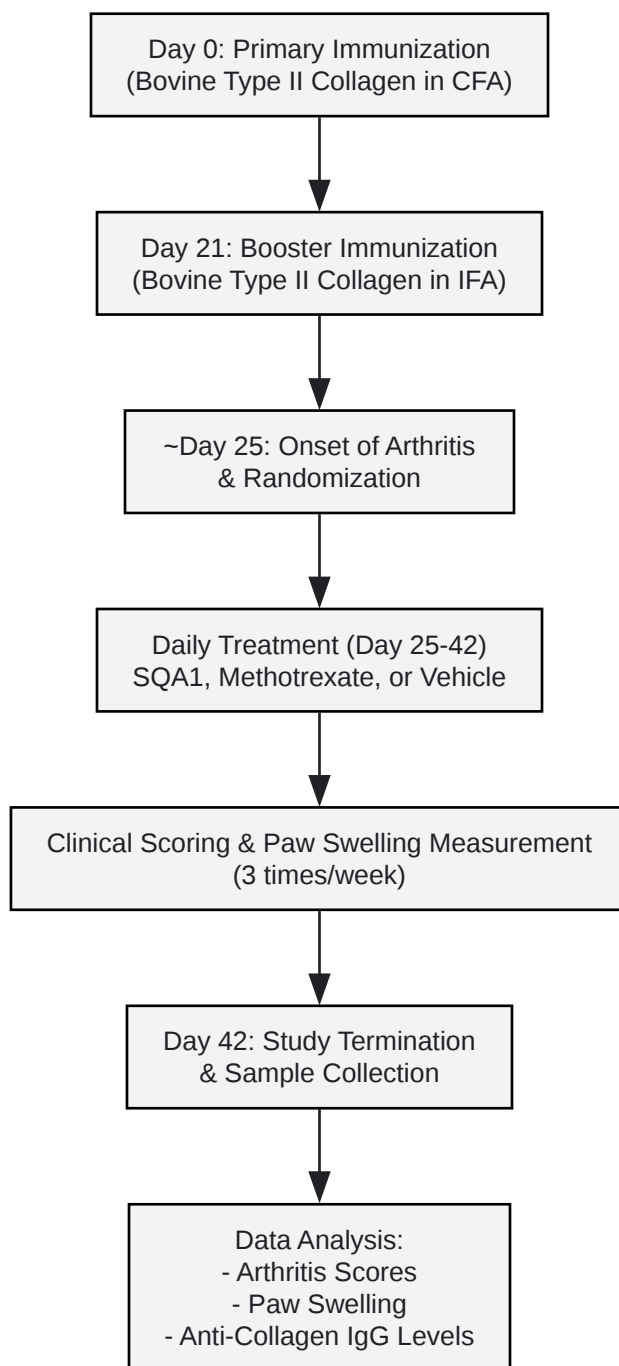 Day 0: Primary Immunization
(Bovine Type II Collagen in CFA)
Day 21: Booster Immunization
(Bovine Type II Collagen in IFA)
~Day 25: Onset of Arthritis
& Randomization
Daily Treatment (Day 25-42)
SQA1, Methotrexate, or Vehicle
Clinical Scoring & Paw Swelling Measurement
(3 times/week)
Day 42: Study Termination
& Sample Collection
Data Analysis:
- Arthritis Scores
- Paw Swelling
- Anti-Collagen IgG Levels